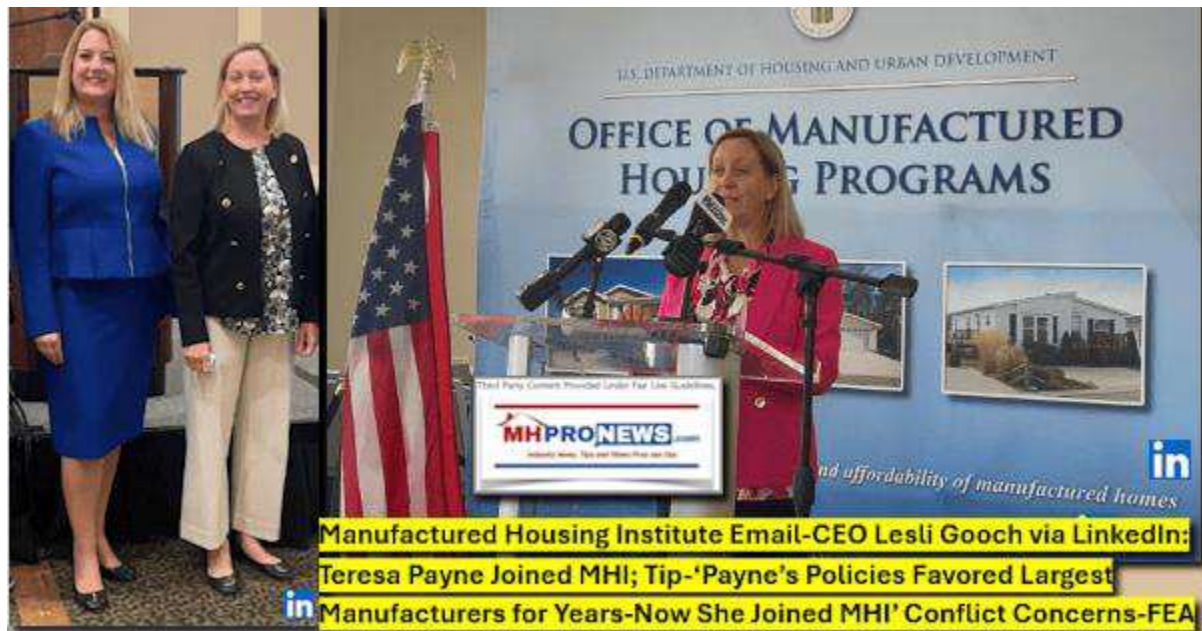 U.S. DEPARTMENT OF HOUSING AND URBAN DEVELOPMENT
OFFICE OF MANUFACTURED
HOU G PROGRAMS
Third Party Content Provided Under Fair Use Guidelines.
MHPRONEWS.com
Industry News, Tips and Views Pros can Use
nd affordability of manufactured homes
in
in
Manufactured Housing Institute Email-CEO Lesli Gooch via LinkedIn:
Teresa Payne Joined MHI; Tip-‘Payne’s Policies Favored Largest
Manufacturers for Years-Now She Joined MHI’ Conflict Concerns-FEA